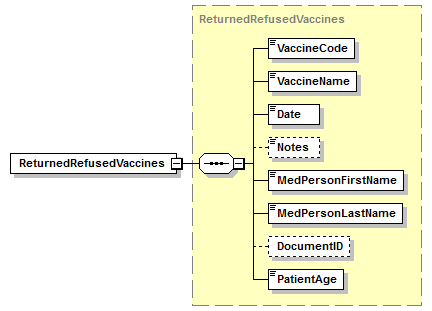 ReturnedRefusedVaccines
VaccineCode
VaccineName
Date
Notes
ReturnedRefusedVaccines
MedPersonFirstName
MedPersonLastName
DocumentID
PatientAge